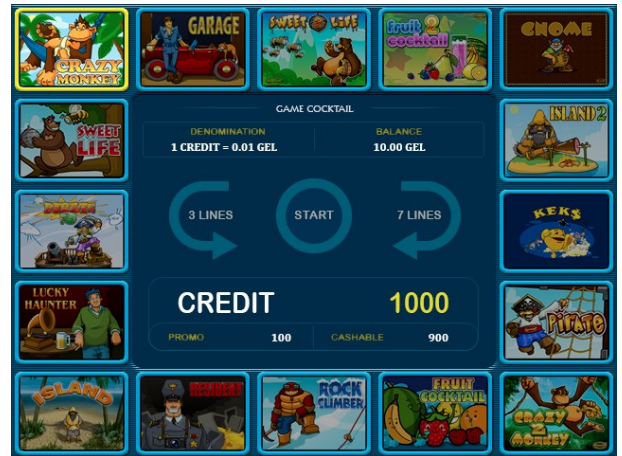 CRAZY
MONKEY
GARAGE
SWEET LIFE
fruit 2
cocktail
GNOME
SWEET
LIFE
GAME COCKTAIL
DENOMINATION
1 CREDIT = 0.01 GEL
BALANCE
10.00 GEL
ISLAND 2
3 LINES
START
7 LINES
KEK$
LUCKY
HAUNTER
CREDIT
1000
PROMO
100
CASHABLE
900
PIRATE
ISLAND
RESIDENT
ROCK
CLIMBER
FRUIT
COCKTAIL
CRAZY
2
MONKEY